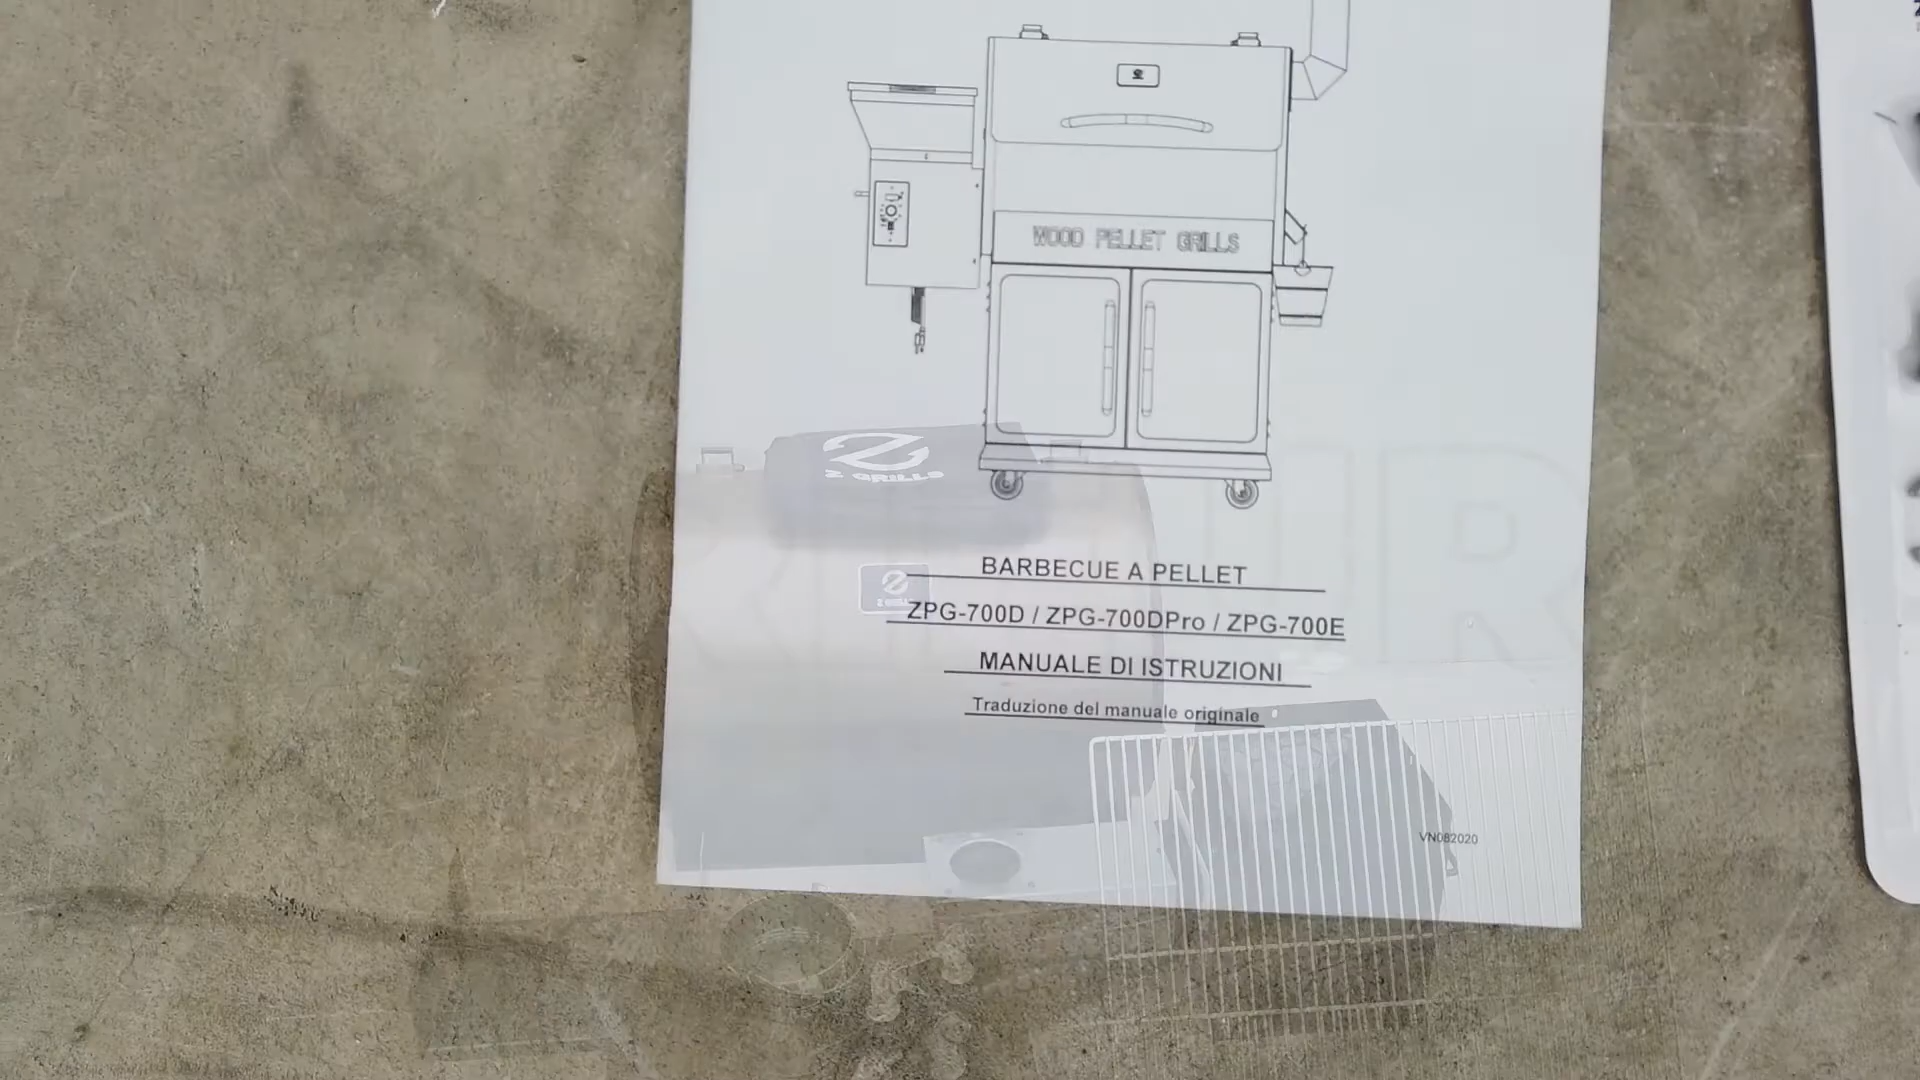 WOOD PELLET GRILLS
Z GRILLS
BARBECUE A PELLET
ZPG-700D / ZPG-700DPro / ZPG-700E
MANUALE DI ISTRUZIONI
Traduzione del manuale originale
VN082020